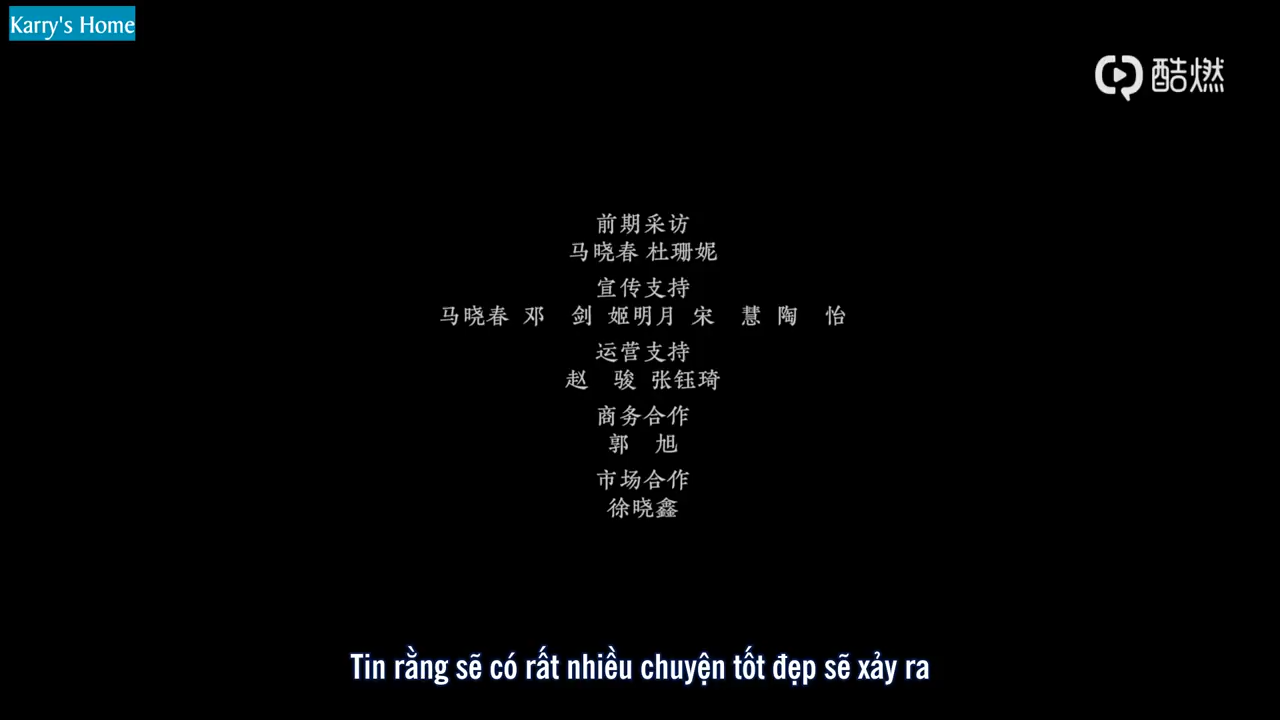 Karry's Home
酷燃
前期采访
马晓春 杜珊妮
宣传支持
马晓春 邓 剑 姬明月 宋 慧 陶 怡
运营支持
赵 骏 张钰琦
商务合作
郭 旭
市场合作
徐晓鑫
Tin rằng sẽ có rất nhiều chuyện tốt đẹp sẽ xảy ra